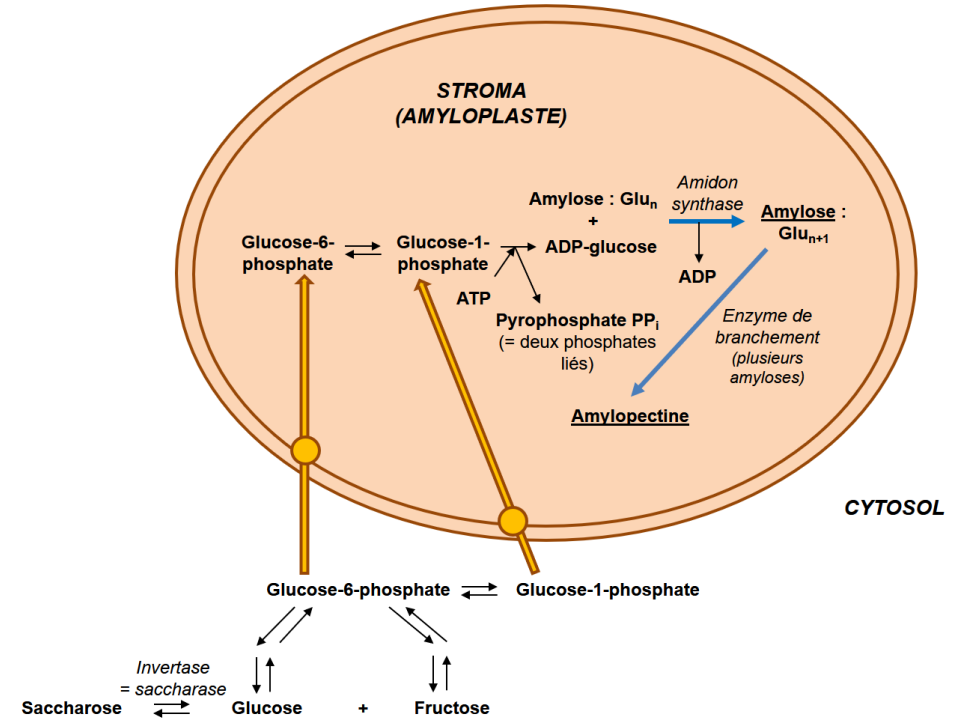 STROMA
(AMYLOPLASTE)
Amylose : Glun
+
ADP-glucose
Amidon
synthase
Amylose :
Glun+1
ADP
Glucose-6-
phosphate
Glucose-1-
phosphate
ATP
Pyrophosphate PPi
(= deux phosphates
liés)
Enzyme de
branchement
(plusieurs
amyloses)
Amylopectine
CYTOSOL
Glucose-6-phosphate
Glucose-1-phosphate
Invertase
= saccharase
Saccharose
Glucose
+
Fructose